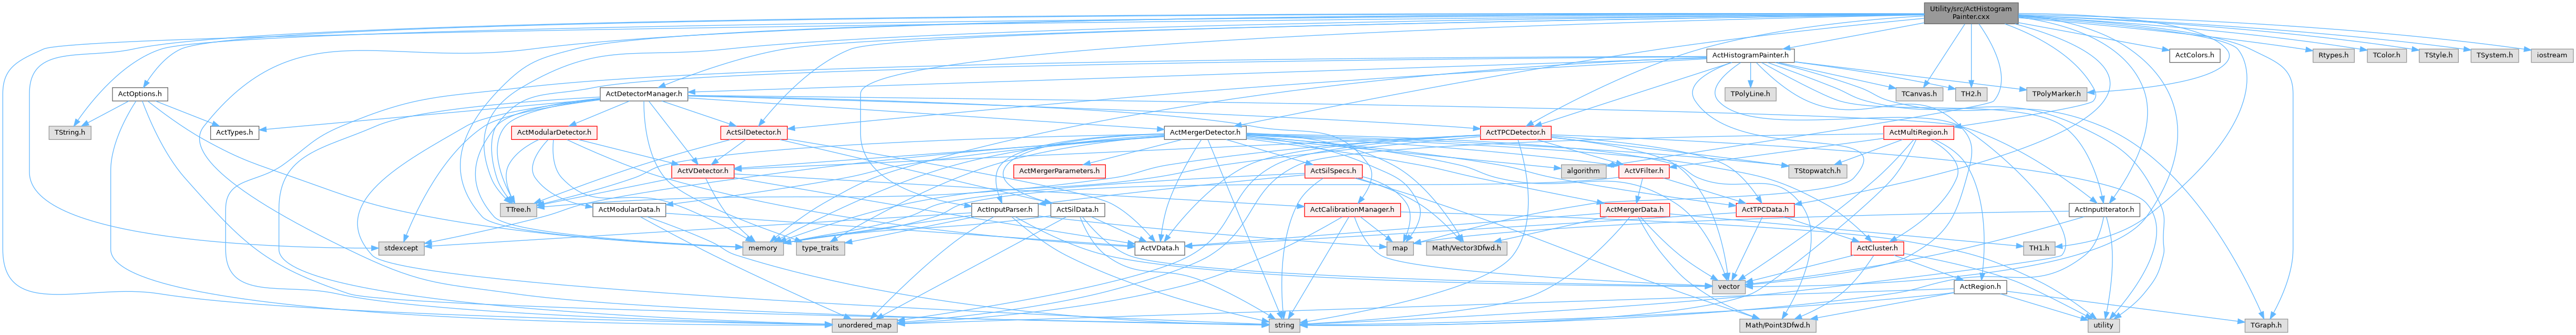 Utility/src/ActHistogram
Painter.cxx
ActHistogramPainter.h
ActColors.h
Rtypes.h
TColor.h
TStyle.h
TSystem.h
iostream
ActOptions.h
ActDetectorManager.h
TPolyLine.h
TCanvas.h
TH2.h
TPolyMarker.h
TString.h
ActTypes.h
ActModularDetector.h
ActSilDetector.h
ActMergerDetector.h
ActTPCDetector.h
ActMultiRegion.h
ActVDetector.h
ActMergerParameters.h
ActSilSpecs.h
algorithm
ActVFilter.h
TStopwatch.h
TTree.h
ActModularData.h
ActInputParser.h
ActSilData.h
ActCalibrationManager.h
ActMergerData.h
ActTPCData.h
ActInputIterator.h
stdexcept
memory
type_traits
ActVData.h
map
Math/Vector3Dfwd.h
ActCluster.h
TH1.h
vector
ActRegion.h
unordered_map
string
Math/Point3Dfwd.h
utility
TGraph.h